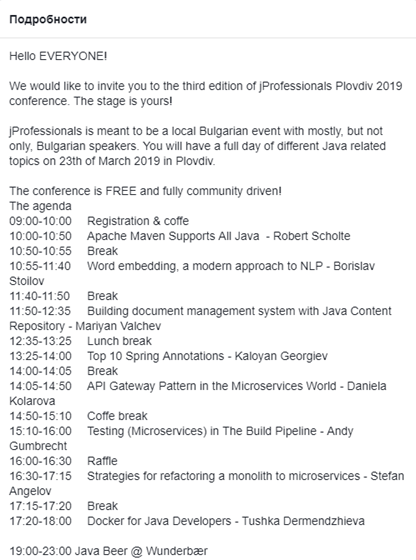 Подробности
Hello EVERYONE!
We would like to invite you to the third edition of jProfessionals Plovdiv 2019
conference. The stage is yours!
jProfessionals is meant to be a local Bulgarian event with mostly, but not
only, Bulgarian speakers. You will have a full day of different Java related
topics on 23th of March 2019 in Plovdiv.
The conference is FREE and fully community driven!
The agenda
09:00-10:00 Registration & coffe
10:00-10:50 Apache Maven Supports All Java - Robert Scholte
10:50-10:55 Break
10:55-11:40 Word embedding, a modern approach to NLP - Borislav
Stoilov
11:40-11:50 Break
11:50-12:35 Building document management system with Java Content
Repository - Mariyan Valchev
12:35-13:25 Lunch break
13:25-14:00 Top 10 Spring Annotations - Kaloyan Georgiev
14:00-14:05 Break
14:05-14:50 API Gateway Pattern in the Microservices World - Daniela
Kolarova
14:50-15:10 Coffe break
15:10-16:00 Testing (Microservices) in The Build Pipeline - Andy
Gumbrecht
16:00-16:30 Raffle
16:30-17:15 Strategies for refactoring a monolith to microservices - Stefan
Angelov
17:15-17:20 Break
17:20-18:00 Docker for Java Developers - Tushka Dermendzhieva
19:00-23:00 Java Beer @ Wunderbær